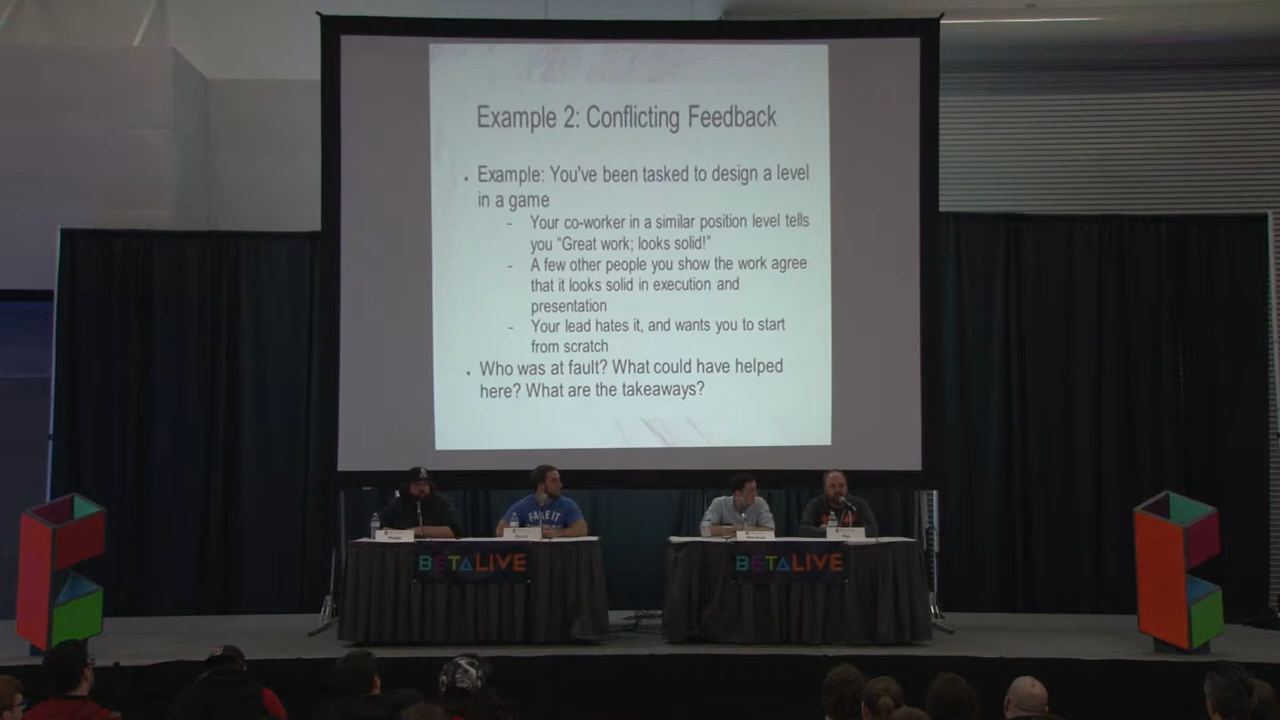 Example 2: Conflicting Feedback
• Example: You've been tasked to design a level
in a game
- Your co-worker in a similar position level tells
you “Great work; looks solid!”
- A few other people you show the work agree
that it looks solid in execution and
presentation
- Your lead hates it, and wants you to start
from scratch
• Who was at fault? What could have helped
here? What are the takeaways?
FAKE IT
BETALIVE
BETALIVE